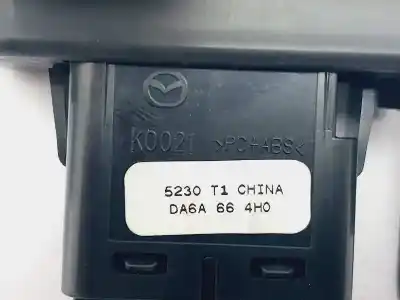 K0021 >PC+ABS<
5230 T1 CHINA
DA6A 66 4H0